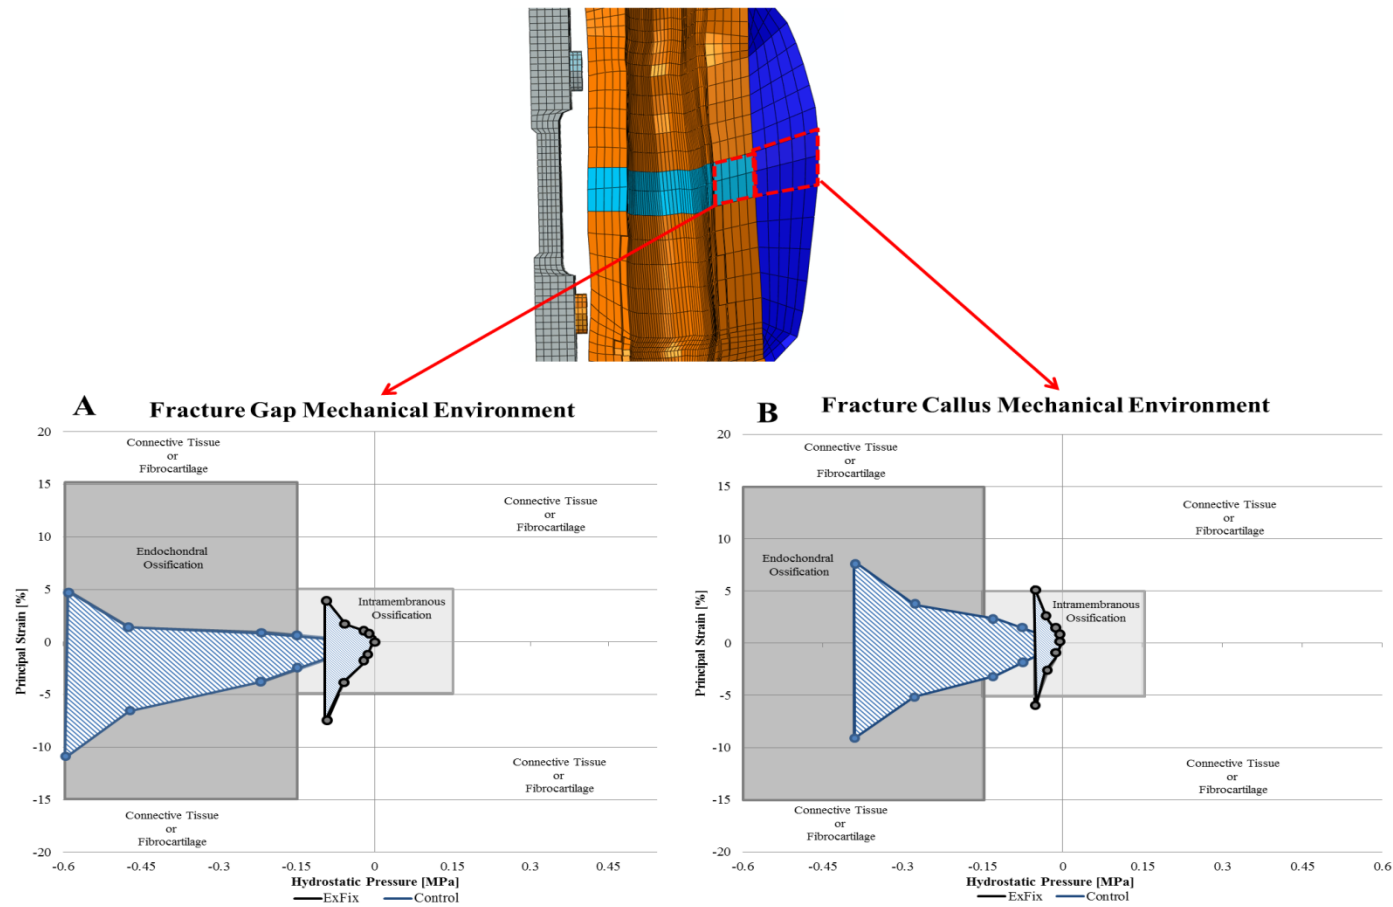 A
Fracture Gap Mechanical Environment
20
15
10
5
0
-5
-10
-15
-20
Principal Strain [%]
Connective Tissue
or
Fibrocartilage
Connective Tissue
or
Fibrocartilage
Endochondral
Ossification
Intramembranous
Ossification
Connective Tissue
or
Fibrocartilage
Connective Tissue
or
Fibrocartilage
-0.6 -0.45 -0.3 -0.15 0 0.15 0.3 0.45
Hydrostatic Pressure [MPa]
ExFix Control
B
Fracture Callus Mechanical Environment
20
15
10
5
0
-5
-10
-15
-20
Principal Strain [%]
Connective Tissue
or
Fibrocartilage
Connective Tissue
or
Fibrocartilage
Endochondral
Ossification
Intramembranous
Ossification
Connective Tissue
or
Fibrocartilage
Connective Tissue
or
Fibrocartilage
-0.6 -0.45 -0.3 -0.15 0 0.15 0.3 0.45 0.6
Hydrostatic Pressure [MPa]
ExFix Control